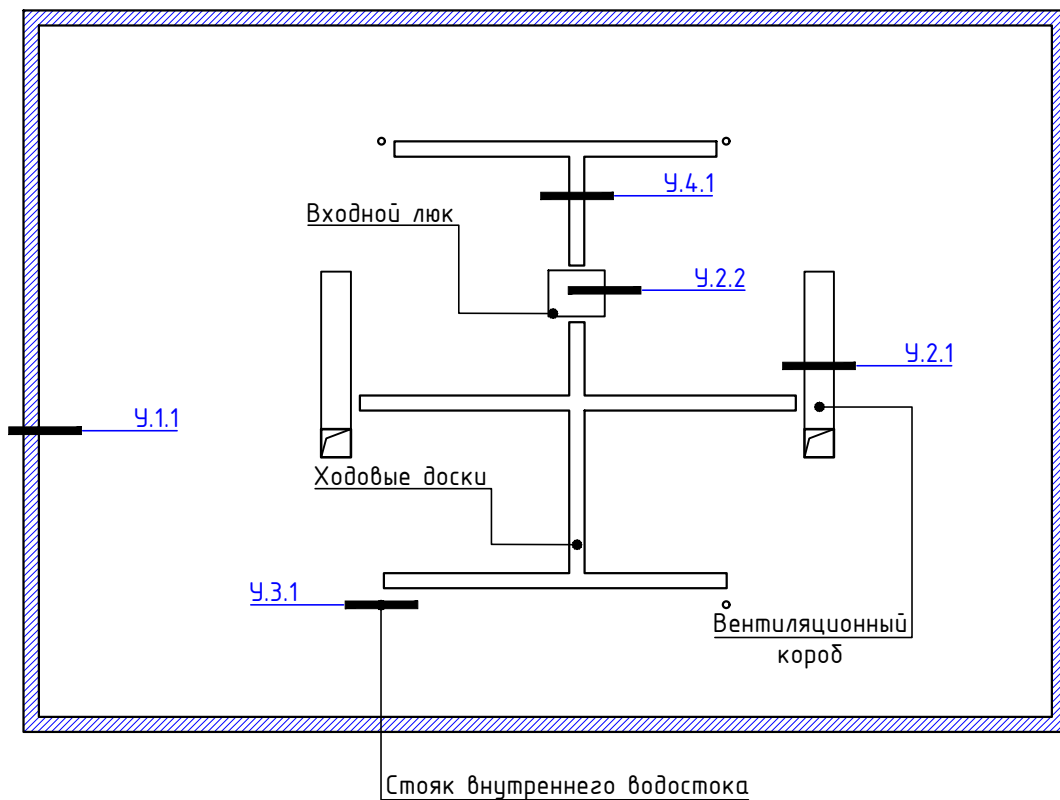 У.4.1
Входной люк
У.2.2
У.2.1
У.1.1
Ходовые доски
У.3.1
Вентиляционный
короб
Стояк внутреннего водостока